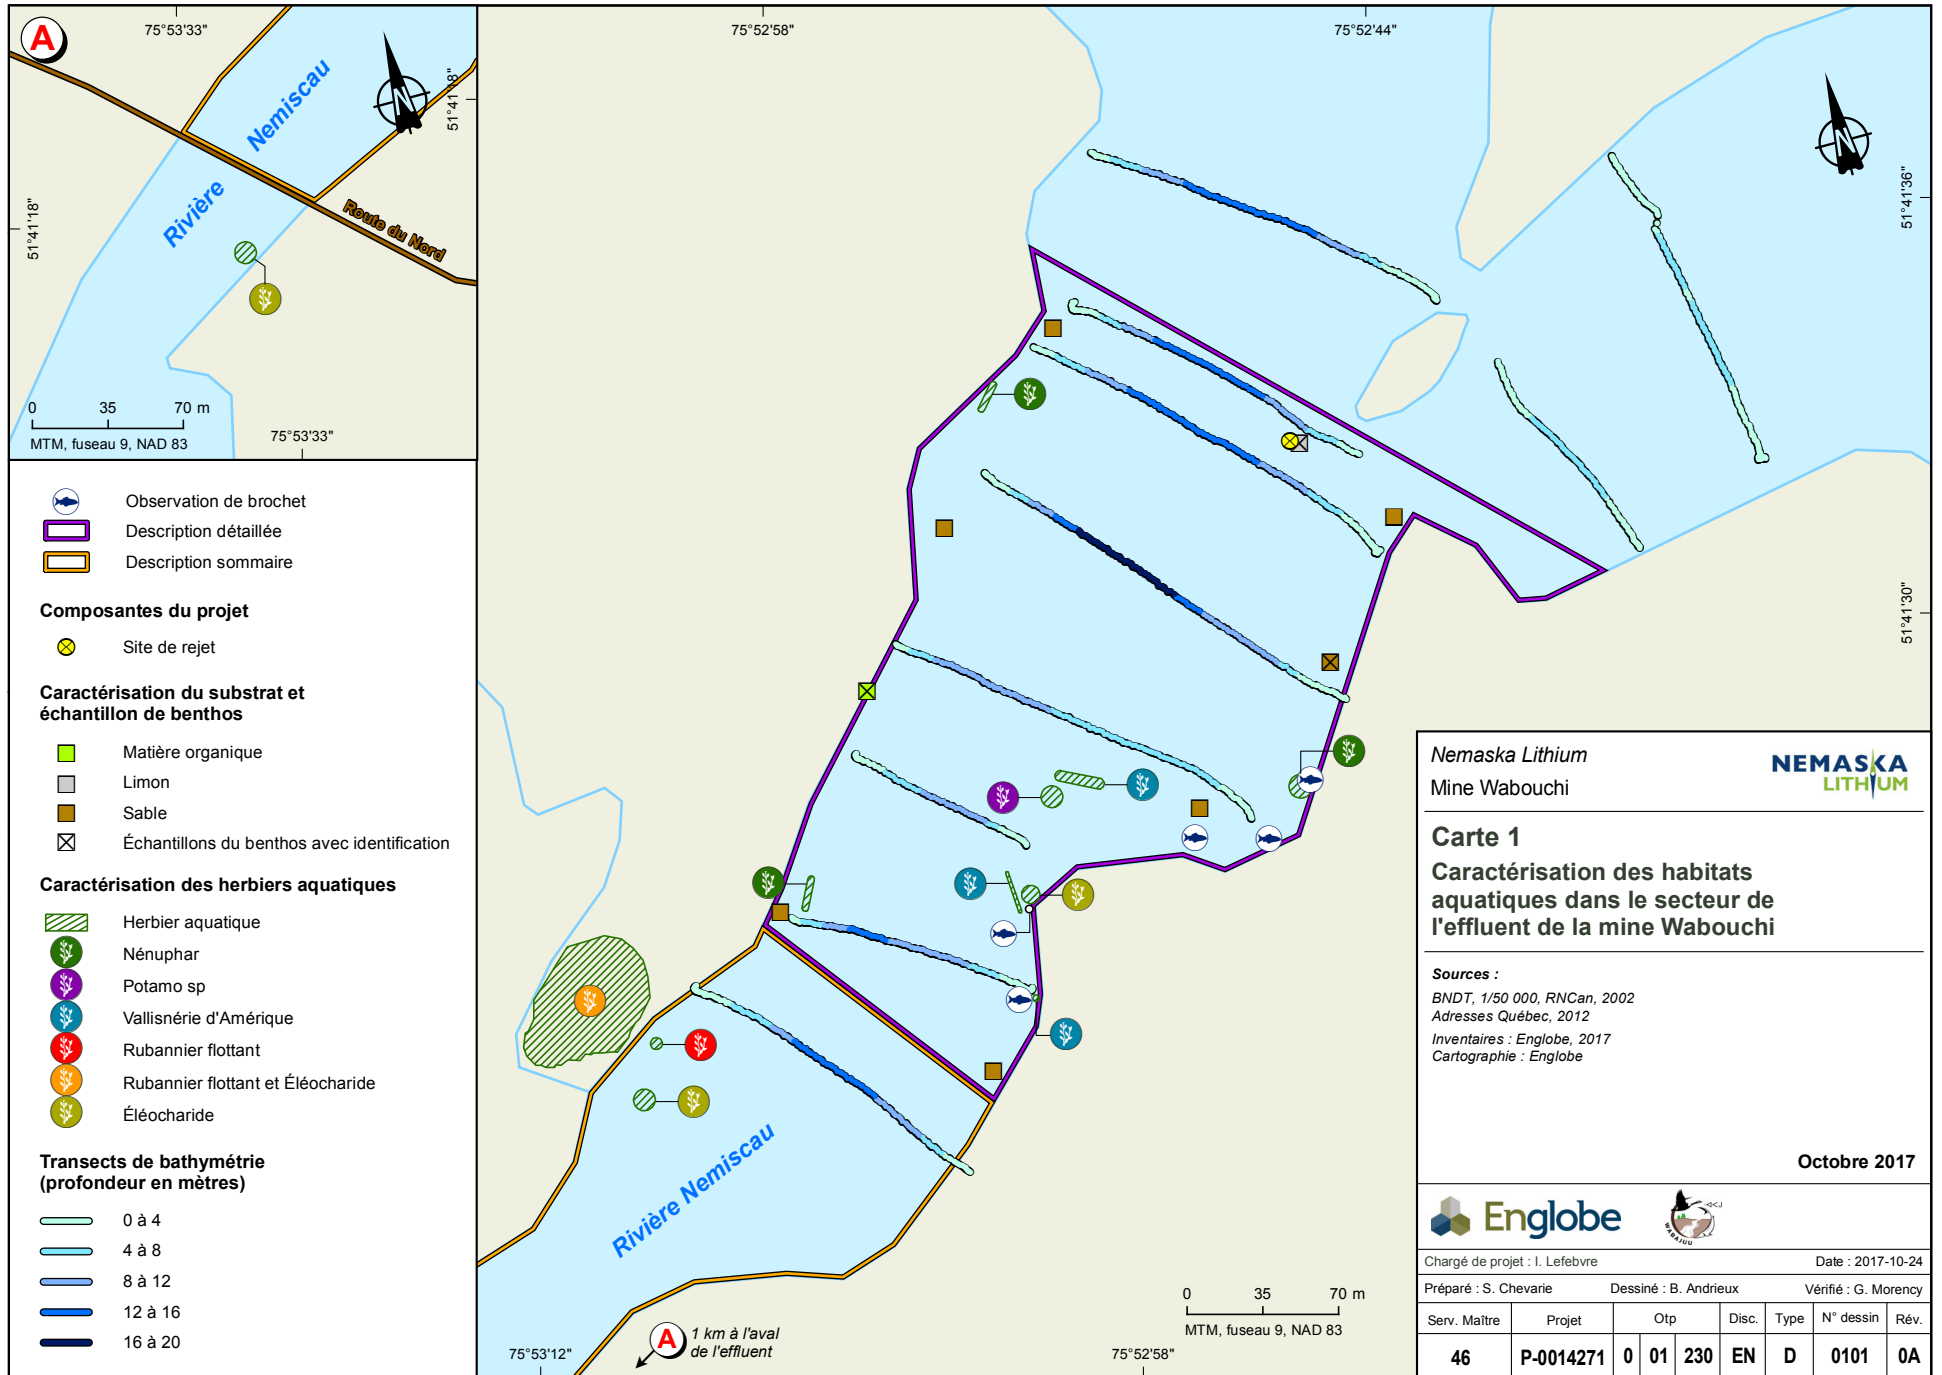 A
75°53'33"
51°41'18"
Nemiscau
Rivière
Route du Nord
N
51°41'18"
0 35 70 m
MTM, fuseau 9, NAD 83
75°53'33"
Observation de brochet
Description détaillée
Description sommaire
Composantes du projet
Site de rejet
Caractérisation du substrat et
échantillon de benthos
Matière organique
Limon
Sable
Échantillons du benthos avec identification
Caractérisation des herbiers aquatiques
Herbier aquatique
Nénuphar
Potamo sp
Vallisnérie d'Amérique
Rubannier flottant
Rubannier flottant et Éléocharide
Éléocharide
Transects de bathymétrie
(profondeur en mètres)
0 à 4
4 à 8
8 à 12
12 à 16
16 à 20
75°52'58"
75°52'44"
N
51°41'36"
51°41'30"
Rivière Nemiscau
A
1 km à l'aval
de l'effluent
75°53'12"
75°52'58"
0 35 70 m
MTM, fuseau 9, NAD 83
Nemaska Lithium
Mine Wabouchi
NEMASKA
LITHIUM
Carte 1
Caractérisation des habitats
aquatiques dans le secteur de
l'effluent de la mine Wabouchi
Sources :
BNDT, 1/50 000, RNCan, 2002
Adresses Québec, 2012
Inventaires : Englobe, 2017
Cartographie : Englobe
Octobre 2017
Englobe
WABAJUU
Chargé de projet : I. Lefebvre Date : 2017-10-24
Préparé : S. Chevarie Dessiné : B. Andrieux Vérifié : G. Morency
Serv. Maître Projet Otp Disc. Type N° dessin Rév.
46 P-0014271 0 01 230 EN D 0101 0A